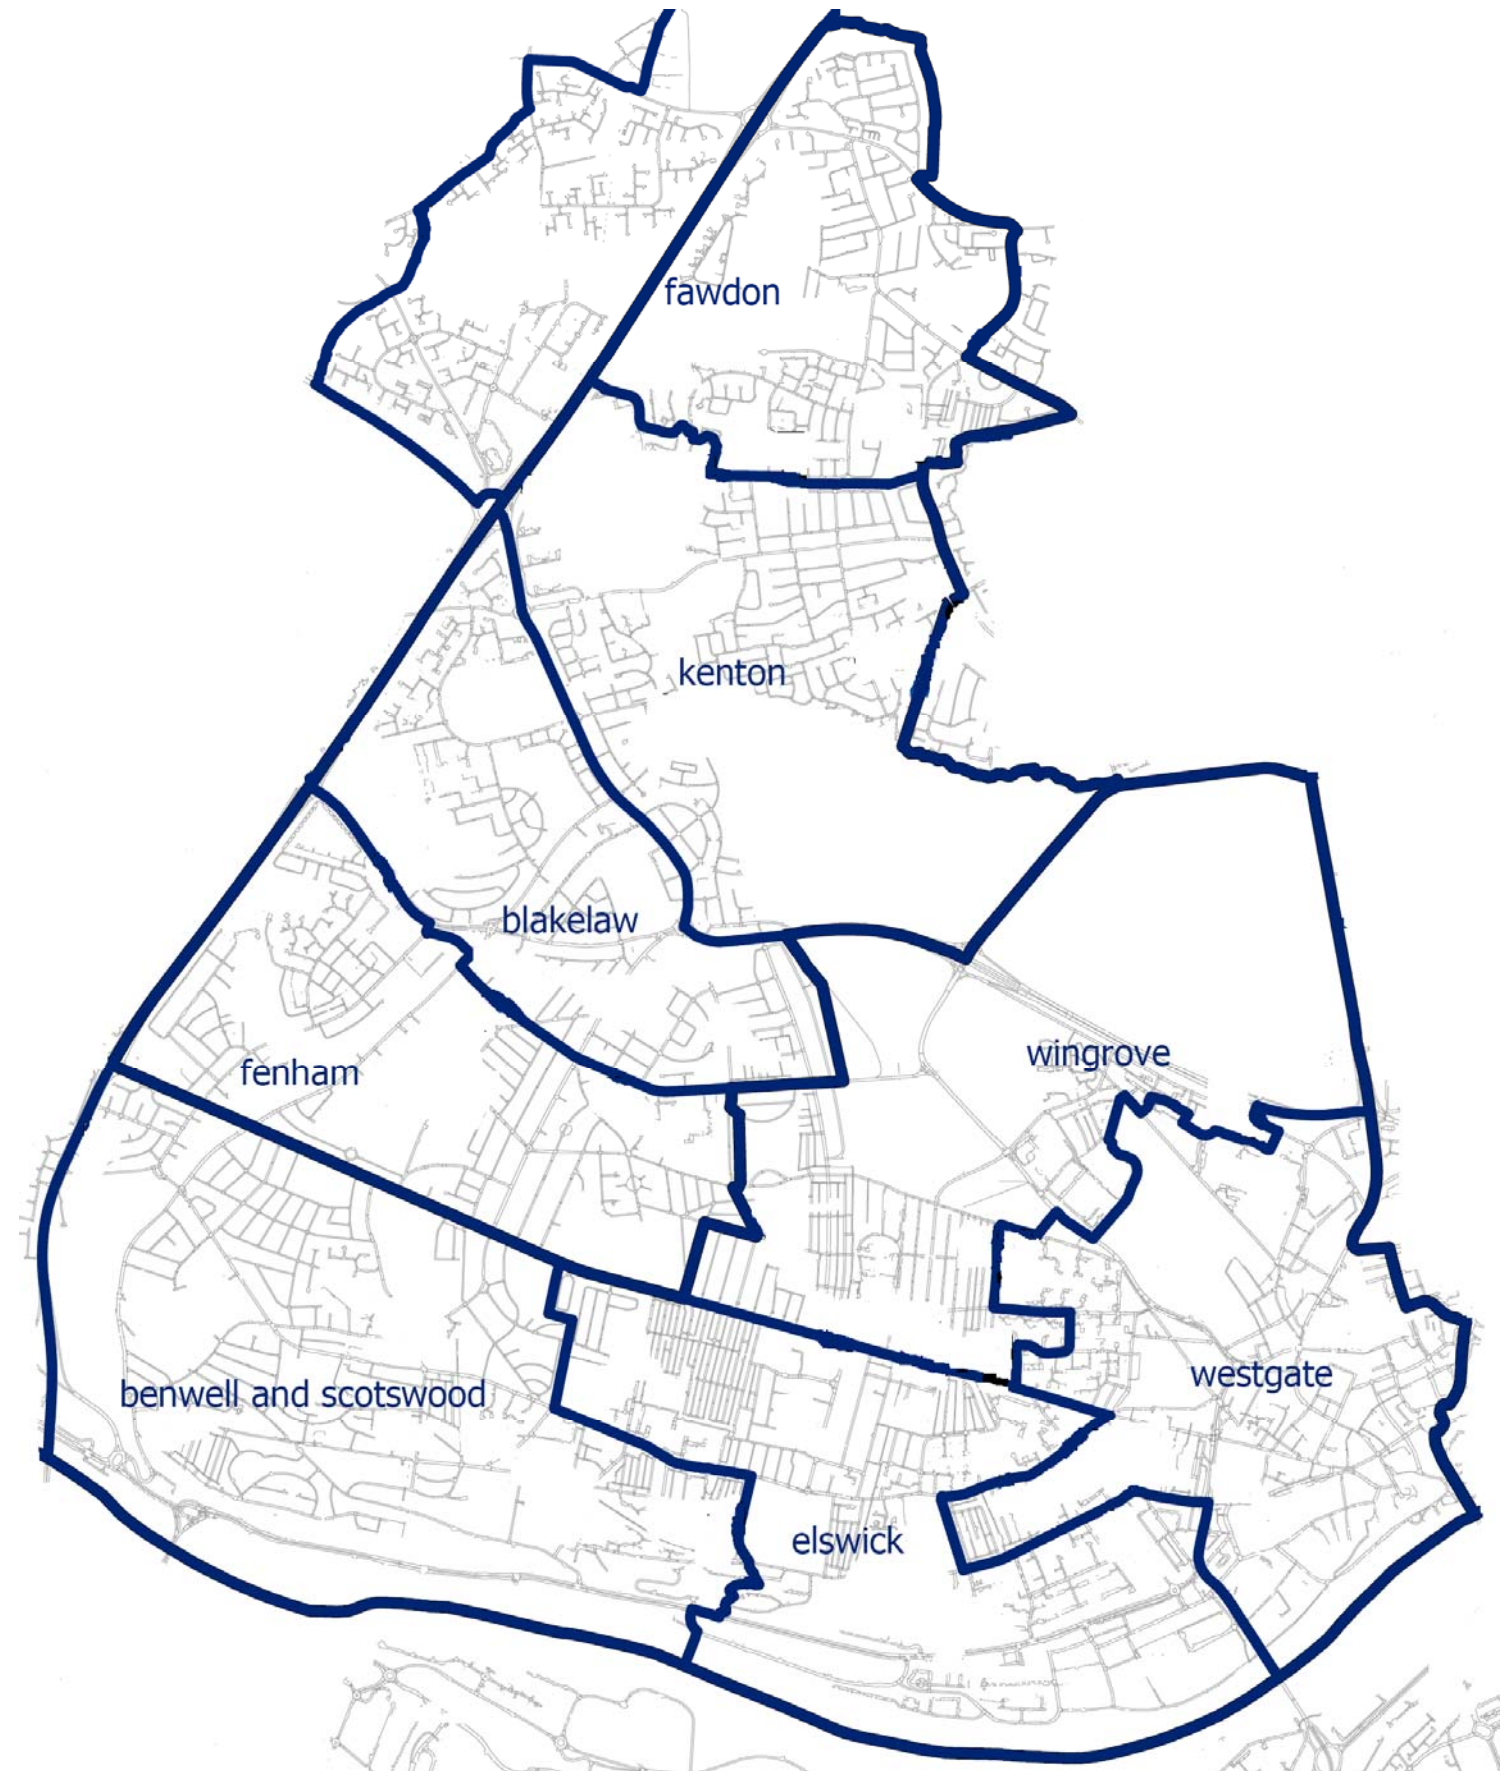 fawdon
kenton
blakelaw
wingrove
fenham
westgate
benwell and scotswood
elswick